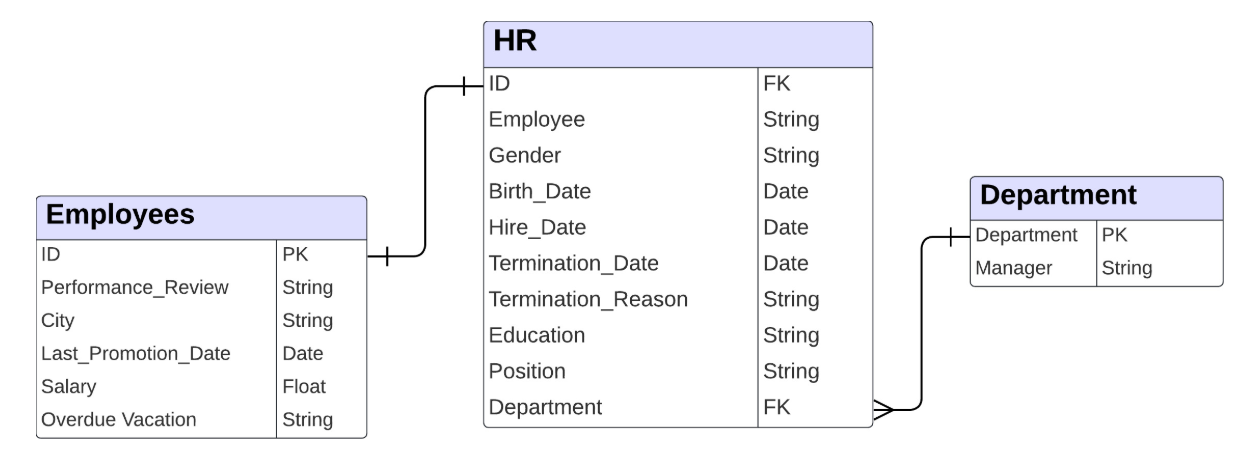 HR
ID FK
Employee String
Gender String
Birth_Date Date
Hire_Date Date
Termination_Date Date
Termination_Reason String
Education String
Position String
Department FK
Employees
ID PK
Performance_Review String
City String
Last_Promotion_Date Date
Salary Float
Overdue Vacation String
Department
Department PK
Manager String